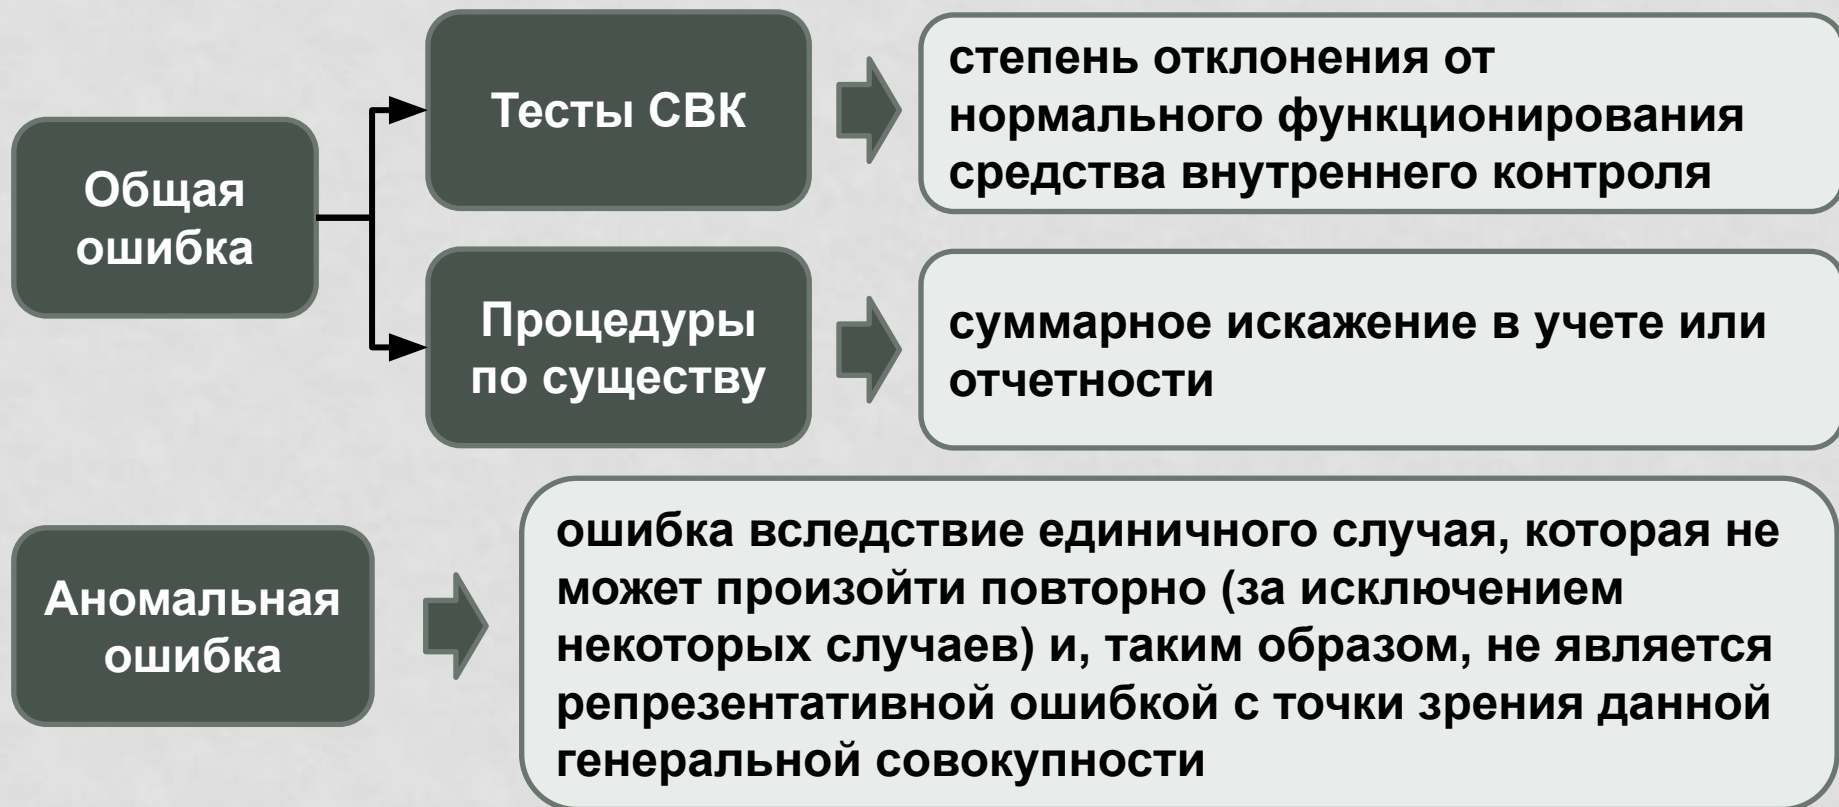 Общая
ошибка
Тесты СВК
степень отклонения от
нормального функционирования
средства внутреннего контроля
Процедуры
по существу
суммарное искажение в учете или
отчетности
Аномальная
ошибка
ошибка вследствие единичного случая, которая не
может произойти повторно (за исключением
некоторых случаев) и, таким образом, не является
репрезентативной ошибкой с точки зрения данной
генеральной совокупности